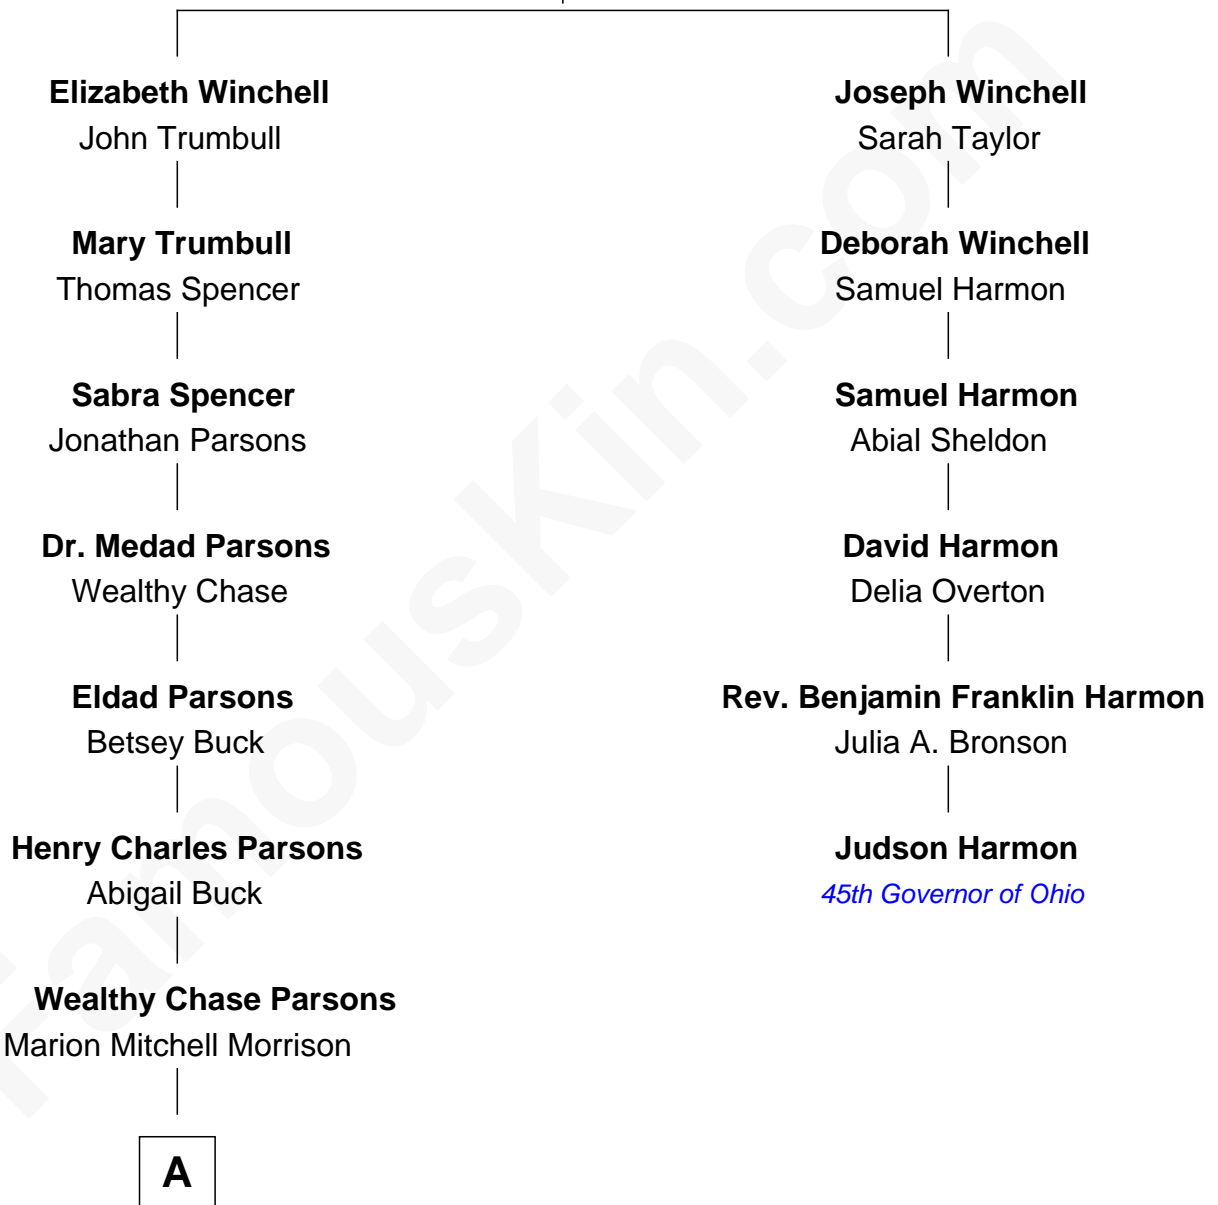 Elizabeth Winchell
John Trumbull
Joseph Winchell
Sarah Taylor
Mary Trumbull
Thomas Spencer
Deborah Winchell
Samuel Harmon
Sabra Spencer
Jonathan Parsons
Samuel Harmon
Abial Sheldon
Dr. Medad Parsons
Wealthy Chase
David Harmon
Delia Overton
Eldad Parsons
Betsey Buck
Rev. Benjamin Franklin Harmon
Julia A. Bronson
Henry Charles Parsons
Abigail Buck
Judson Harmon
45th Governor of Ohio
Wealthy Chase Parsons
Marion Mitchell Morrison
A
FamousKin.com